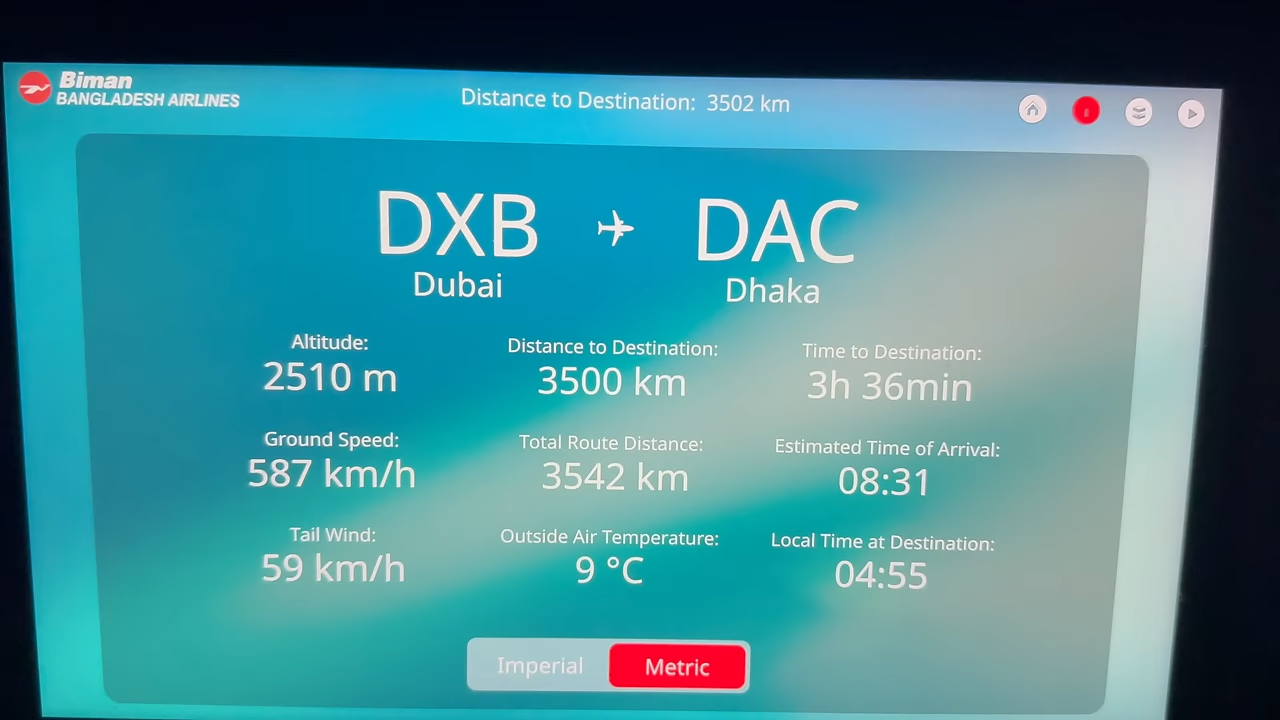 Biman
BANGLADESH AIRLINES
Distance to Destination: 3502 km
DXB DAC
Dubai Dhaka
Altitude: Distance to Destination: Time to Destination:
2510 m 3500 km 3h 36min
Ground Speed: Total Route Distance: Estimated Time of Arrival:
587 km/h 3542 km 08:31
Tail Wind: Outside Air Temperature: Local Time at Destination:
59 km/h 9 °C 04:55
Imperial Metric